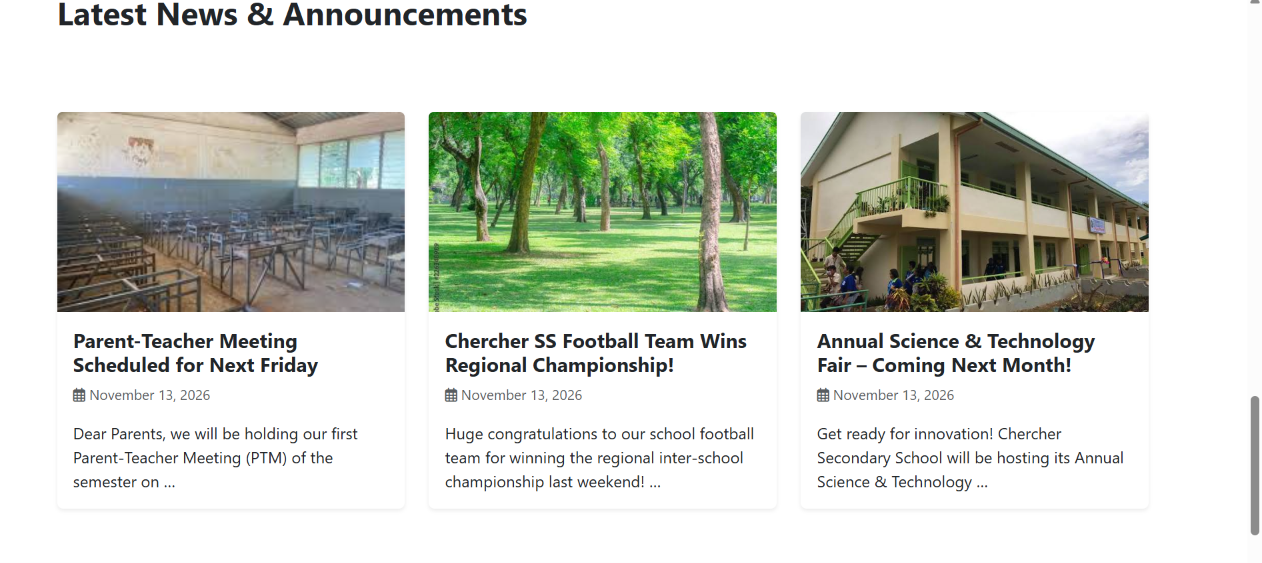 Latest News & Announcements
Parent-Teacher Meeting
Scheduled for Next Friday
November 13, 2026
Dear Parents, we will be holding our first
Parent-Teacher Meeting (PTM) of the
semester on ...
Chercher SS Football Team Wins
Regional Championship!
November 13, 2026
Huge congratulations to our school football
team for winning the regional inter-school
championship last weekend! ...
Annual Science & Technology
Fair – Coming Next Month!
November 13, 2026
Get ready for innovation! Chercher
Secondary School will be hosting its Annual
Science & Technology ...